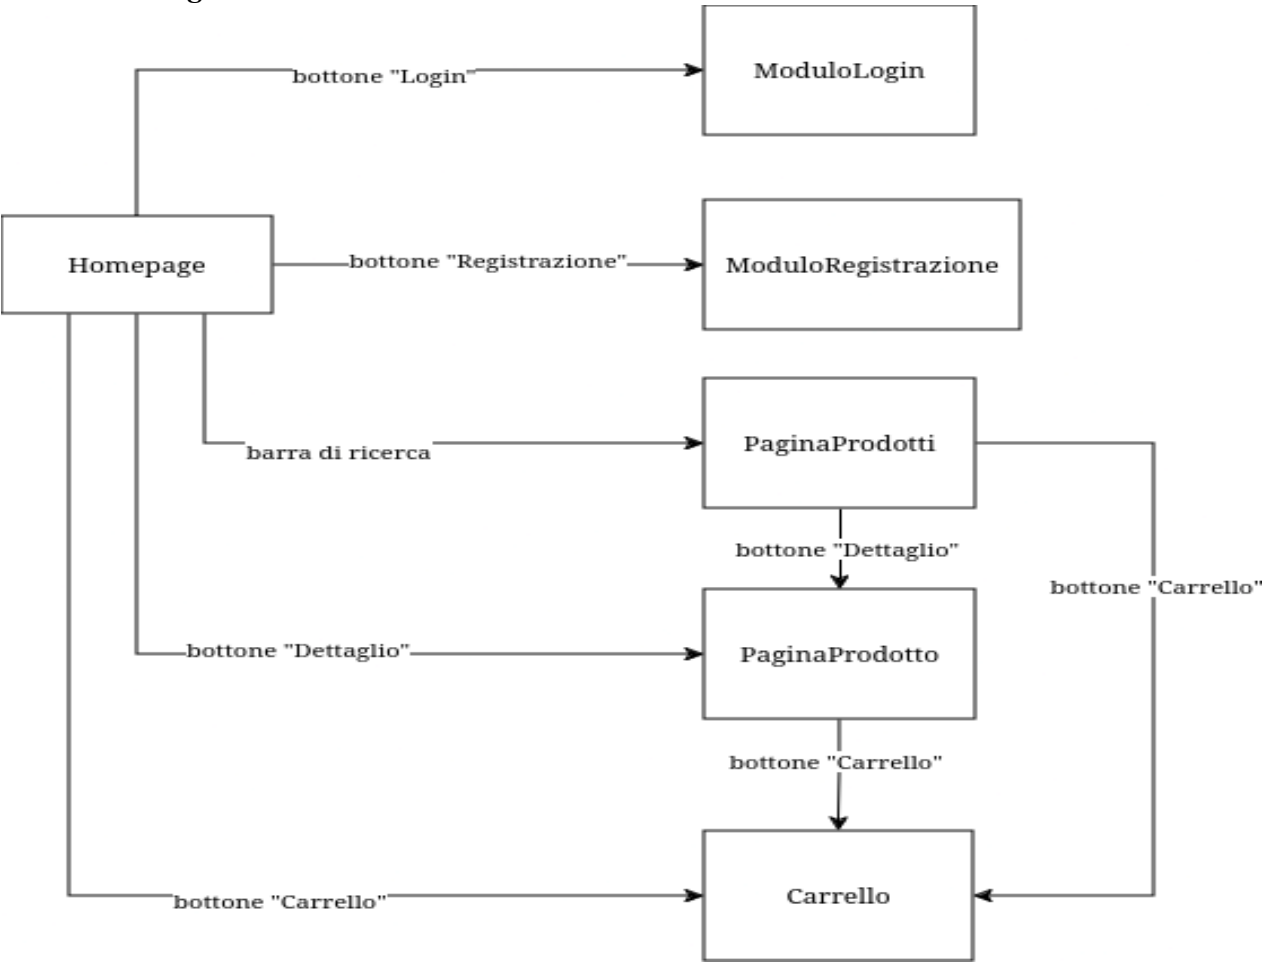 bottone "Login"
ModuloLogin
Homepage
bottone "Registrazione"
ModuloRegistrazione
barra di ricerca
PaginaProdotti
bottone "Dettaglio"
bottone "Carrello"
bottone "Dettaglio"
PaginaProdotto
bottone "Carrello"
bottone "Carrello"
Carrello